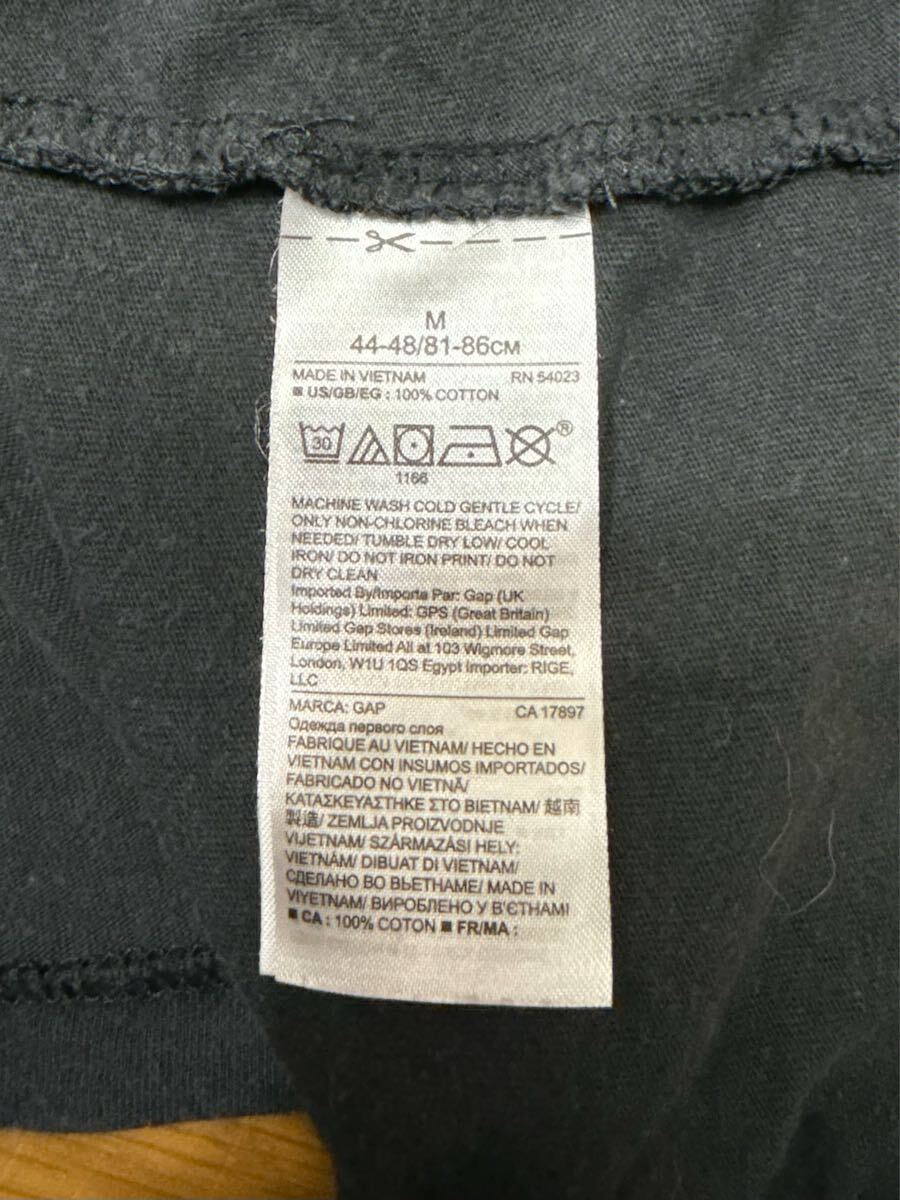 M
44-48/81-86CM
MADE IN VIETNAM RN 54023
■ US/GB/EG : 100% COTTON
30
®
1166
MACHINE WASH COLD GENTLE CYCLE/
ONLY NON-CHLORINE BLEACH WHEN
NEEDED/ TUMBLE DRY LOW/ COOL
IRON/ DO NOT IRON PRINT/ DO NOT
DRY CLEAN
Imported By/Importe Par: Gap (UK
Holdings) Limited: GPS (Great Britain)
Limited Gap Stores (Ireland) Limited Gap
Europe Limited All at 103 Wigmore Street,
London, W1U 1QS Egypt Importer: RIGE,
LLC
MARCA: GAP CA 17897
Одежда первого слоя
FABRIQUE AU VIETNAM/ HECHO EN
VIETNAM CON INSUMOS IMPORTADOS/
FABRICADO NO VIETNÃ/
ΚΑΤΑΣΚΕΥΑΣΤΗΚΕ ΣΤΟ ΒΙΕΤΝΑΜ/ 越南
製造/ ZEMLJA PROIZVODNJE
VIJETNAM/ SZÁRMAZÁSI HELY:
VIETNÁM/ DIBUAT DI VIETNAM/
СДЕЛАНО ВО ВЬЕТНАМЕ/ MADE IN
VIYETNAM/ ВИРОБЛЕНО У В'ЄТНАМІ
■ CA : 100% COTON ■ FR/MA :